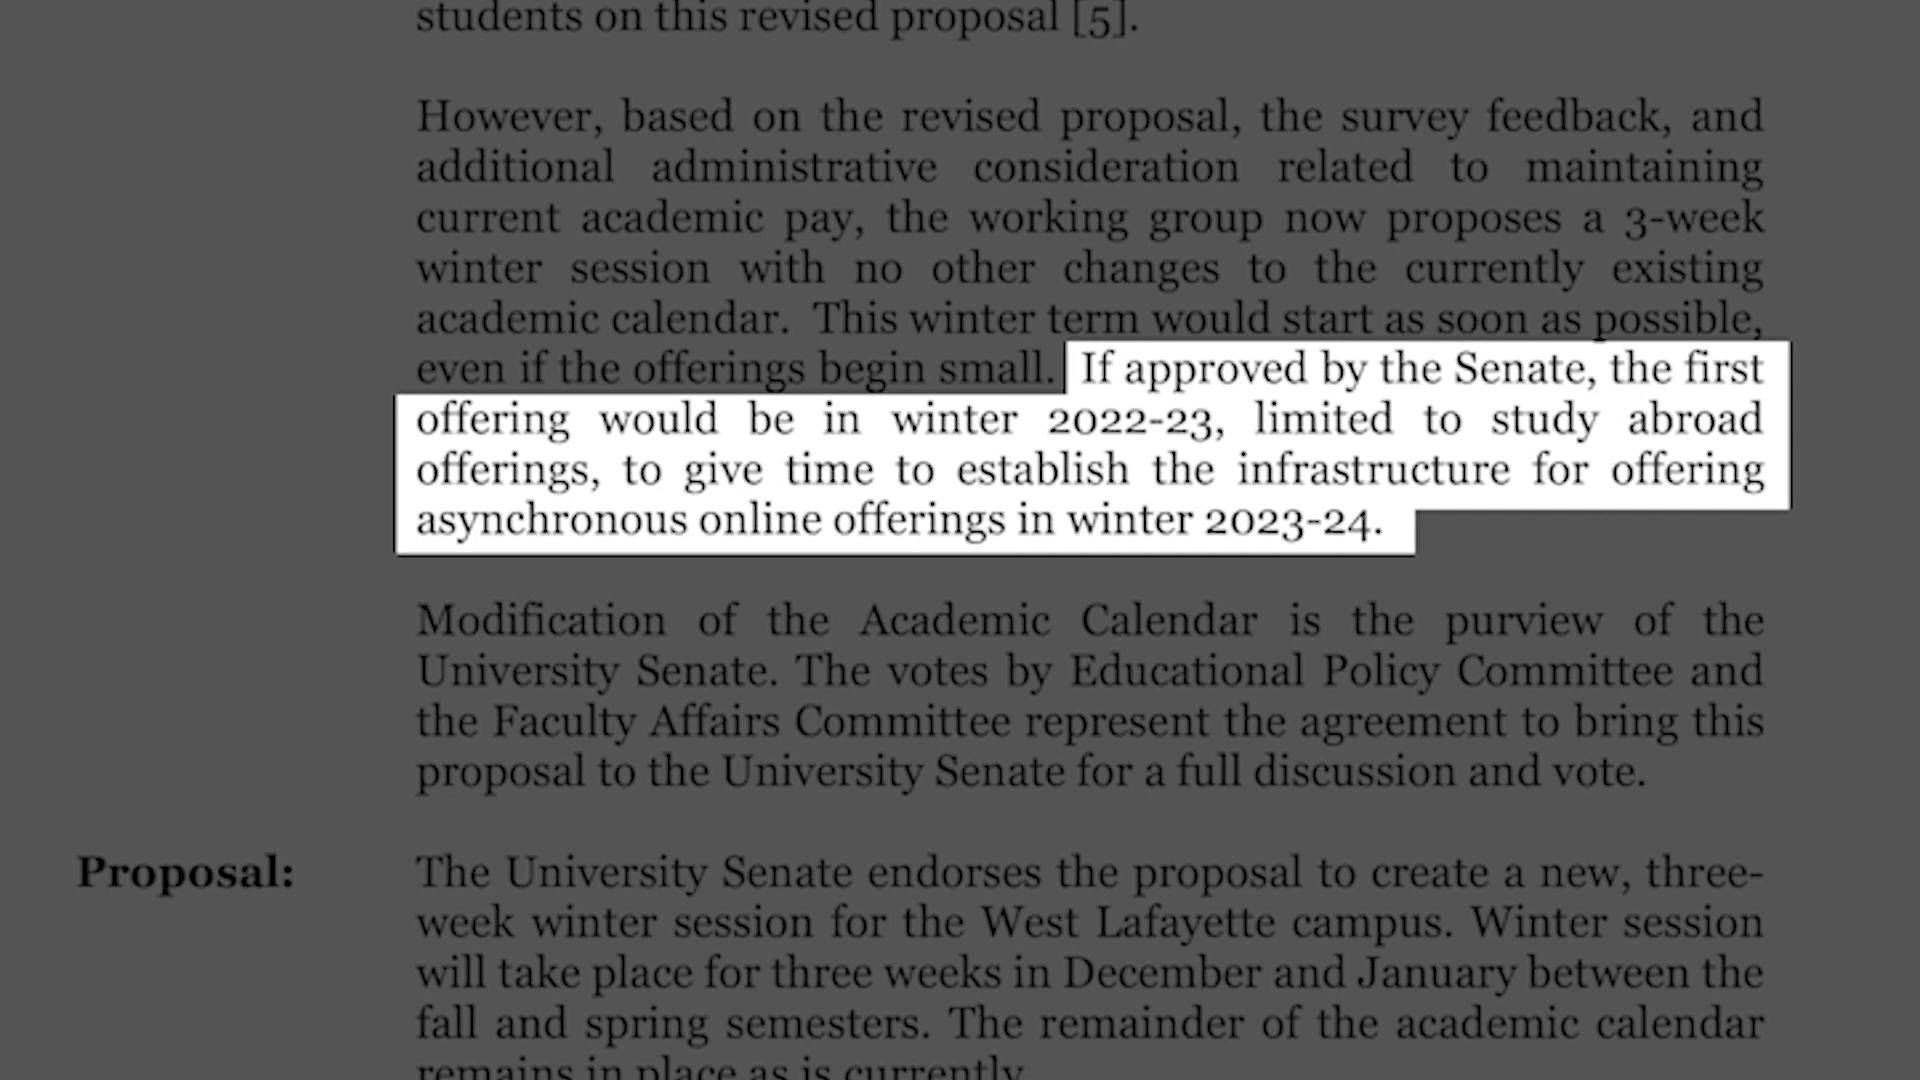 students on this revised proposal [5].
However, based on the revised proposal, the survey feedback, and
additional administrative consideration related to maintaining
current academic pay, the working group now proposes a 3-week
winter session with no other changes to the currently existing
academic calendar. This winter term would start as soon as possible,
even if the offerings begin small. If approved by the Senate, the first
offering would be in winter 2022-23, limited to study abroad
offerings, to give time to establish the infrastructure for offering
asynchronous online offerings in winter 2023-24.
Modification of the Academic Calendar is the purview of the
University Senate. The votes by Educational Policy Committee and
the Faculty Affairs Committee represent the agreement to bring this
proposal to the University Senate for a full discussion and vote.
Proposal: The University Senate endorses the proposal to create a new, three-
week winter session for the West Lafayette campus. Winter session
will take place for three weeks in December and January between the
fall and spring semesters. The remainder of the academic calendar
remains in place as is currently